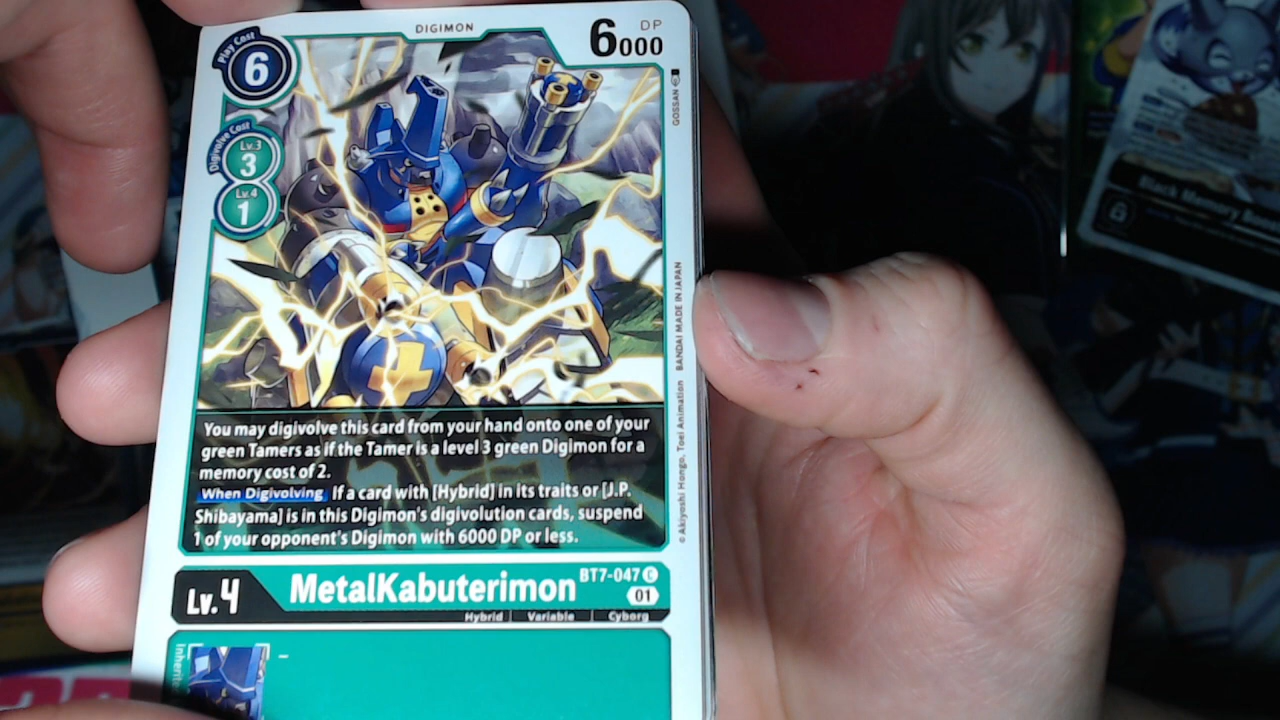 DIGIMON
Play Cost
6
DP
6000
Digivolve Cost
Lv.3
3
Lv.4
1
GOSSAN
You may digivolve this card from your hand onto one of your
green Tamers as if the Tamer is a level 3 green Digimon for a
memory cost of 2.
When Digivolving If a card with [Hybrid] in its traits or [J.P.
Shibayama] is in this Digimon's digivolution cards, suspend
1 of your opponent's Digimon with 6000 DP or less.
©Akiyoshi Hongo, Toei Animation BANDAI MADE IN JAPAN
Lv.4
MetalKabuterimon
BT7-047 C
01
Hybrid Variable Cyborg
–
Black Memory